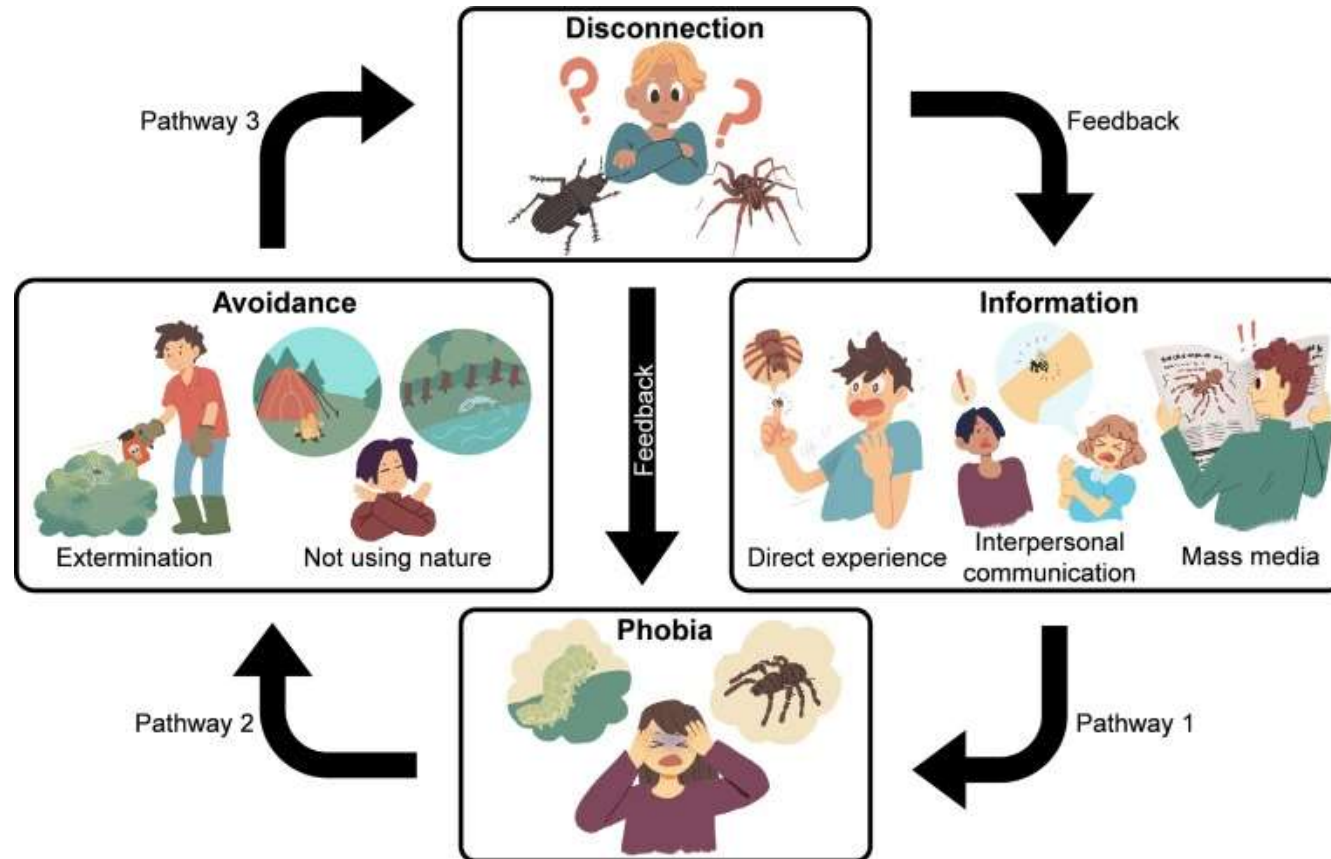 Disconnection
Pathway 3
Feedback
Avoidance
Extermination
Not using nature
Feedback
Information
Direct experience
Interpersonal
communication
Mass media
Phobia
Pathway 2
Pathway 1